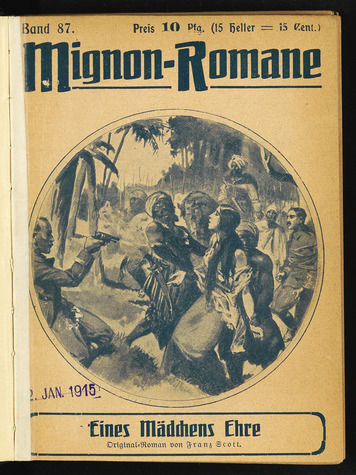 Band 87.
Preis 10 Pfg. (15 Heller = 15 Cent.)
Mignon-Romane
2. JAN. 1915
Eines Mädchens Ehre
Original-Roman von Franz Scott.